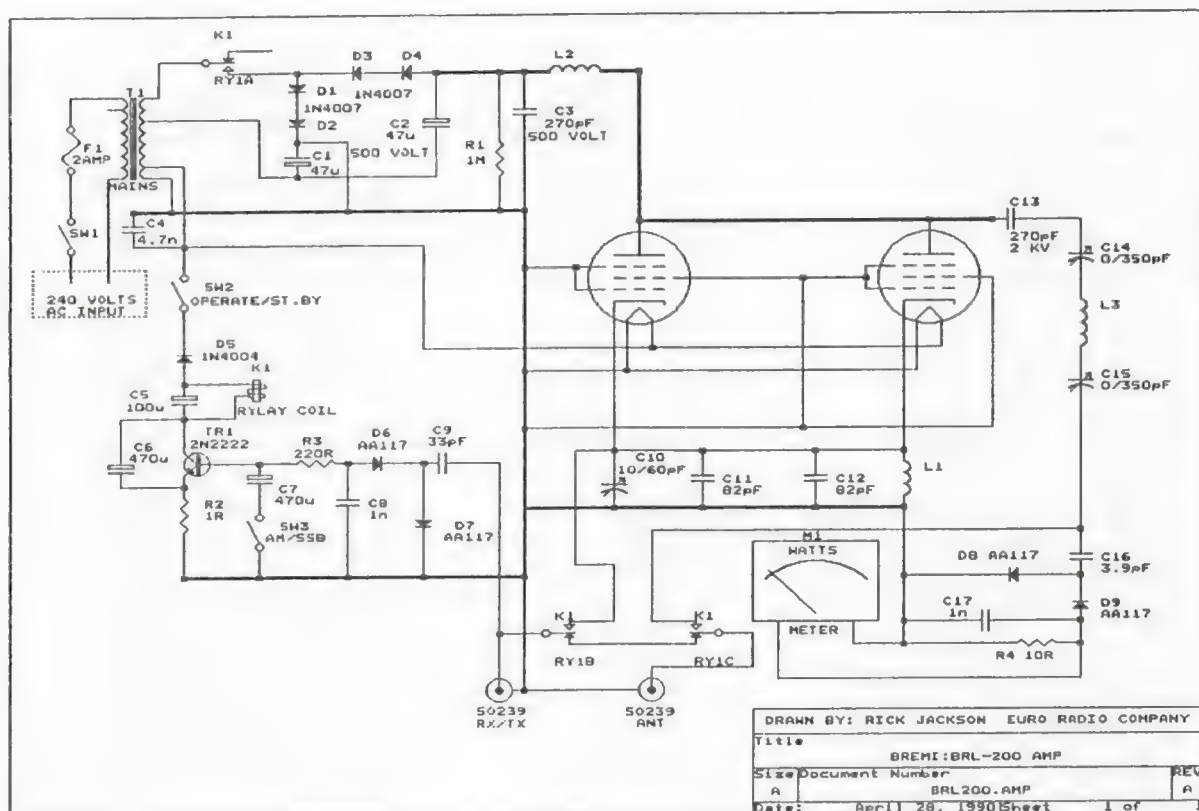 K1
RY1A
D3
D4
1N4007
D1
1N4007
D2
C1
47u
C2
47u
500 VOLT
R1
1M
C3
270pF
500 VOLT
L2
T1
MAINS
F1
2AMP
SW1
240 VOLTS
AC INPUT
C4
4.7n
SW2
OPERATE/ST.BY
D5
1N4004
K1
RYLAY COIL
C5
100u
TR1
2N2222
C6
470u
R2
1R
R3
220R
D6
AA117
C9
33pF
C7
470u
SW3
AM/SSB
C8
1n
D7
AA117
C13
270pF
2 KV
C14
0/350pF
L3
C15
0/350pF
C10
10/60pF
C11
82pF
C12
82pF
L1
M1
WATTS
METER
D8 AA117
C16
3.9pF
D9
AA117
C17
1n
R4 10R
K1
RY1B
K1
RY1C
SO239
RX/TX
SO239
ANT
DRAWN BY: RICK JACKSON EURO RADIO COMPANY
Title
BREMI:BRL-200 AMP
Size Document Number REV
A BRL200.AMP A
Date: April 28, 1990 Sheet 1 of